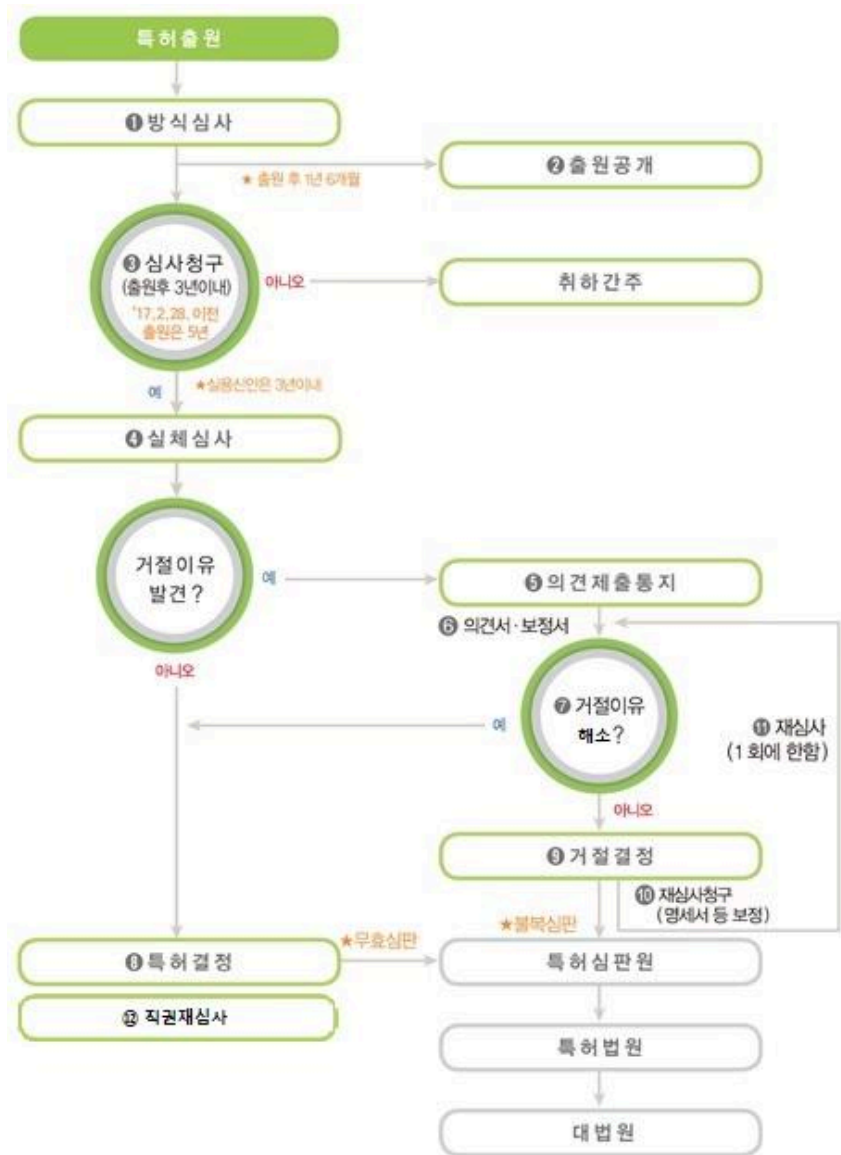 특허출원
❶방식심사
❷출원공개
★ 출원 후 1년 6개월
❸심사청구
(출원후 3년이내)
'17.2.28. 이전
출원은 5년
아니오
취하간주
예
★실용신안은 3년이내
❹실체심사
거절이유
발견?
예
❺의견제출통지
❻ 의견서·보정서
아니오
❼ 거절이유
해소?
예
⓫ 재심사
(1회에 한함)
아니오
❾거절결정
❿ 재심사청구
(명세서 등 보정)
★불복심판
★무효심판
❽특허결정
특허심판원
⑫ 직권재심사
특허법원
대법원